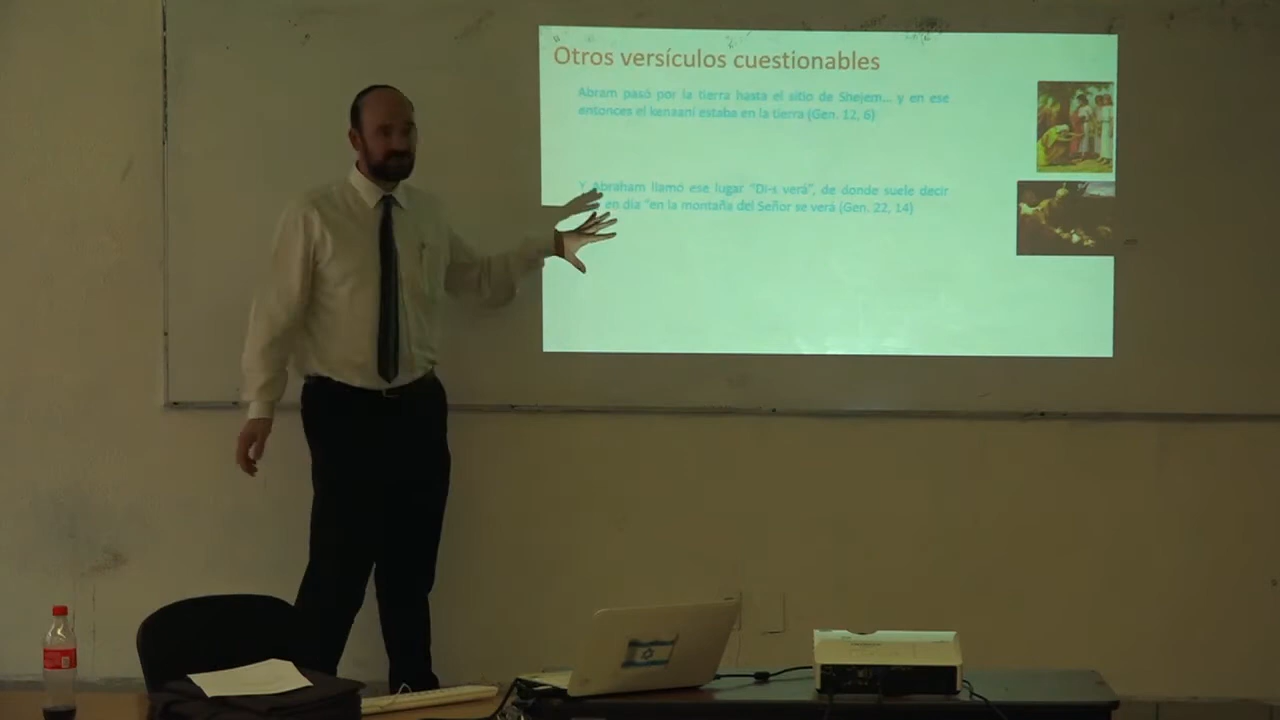 Otros versículos cuestionables
Abram pasó por la tierra hasta el sitio de Shejem... y en ese
entonces el kenaani estaba en la tierra (Gen. 12, 6)
Y Abraham llamó ese lugar "Di-s verá", de donde suele decir
en día "en la montaña del Señor se verá (Gen. 22, 14)